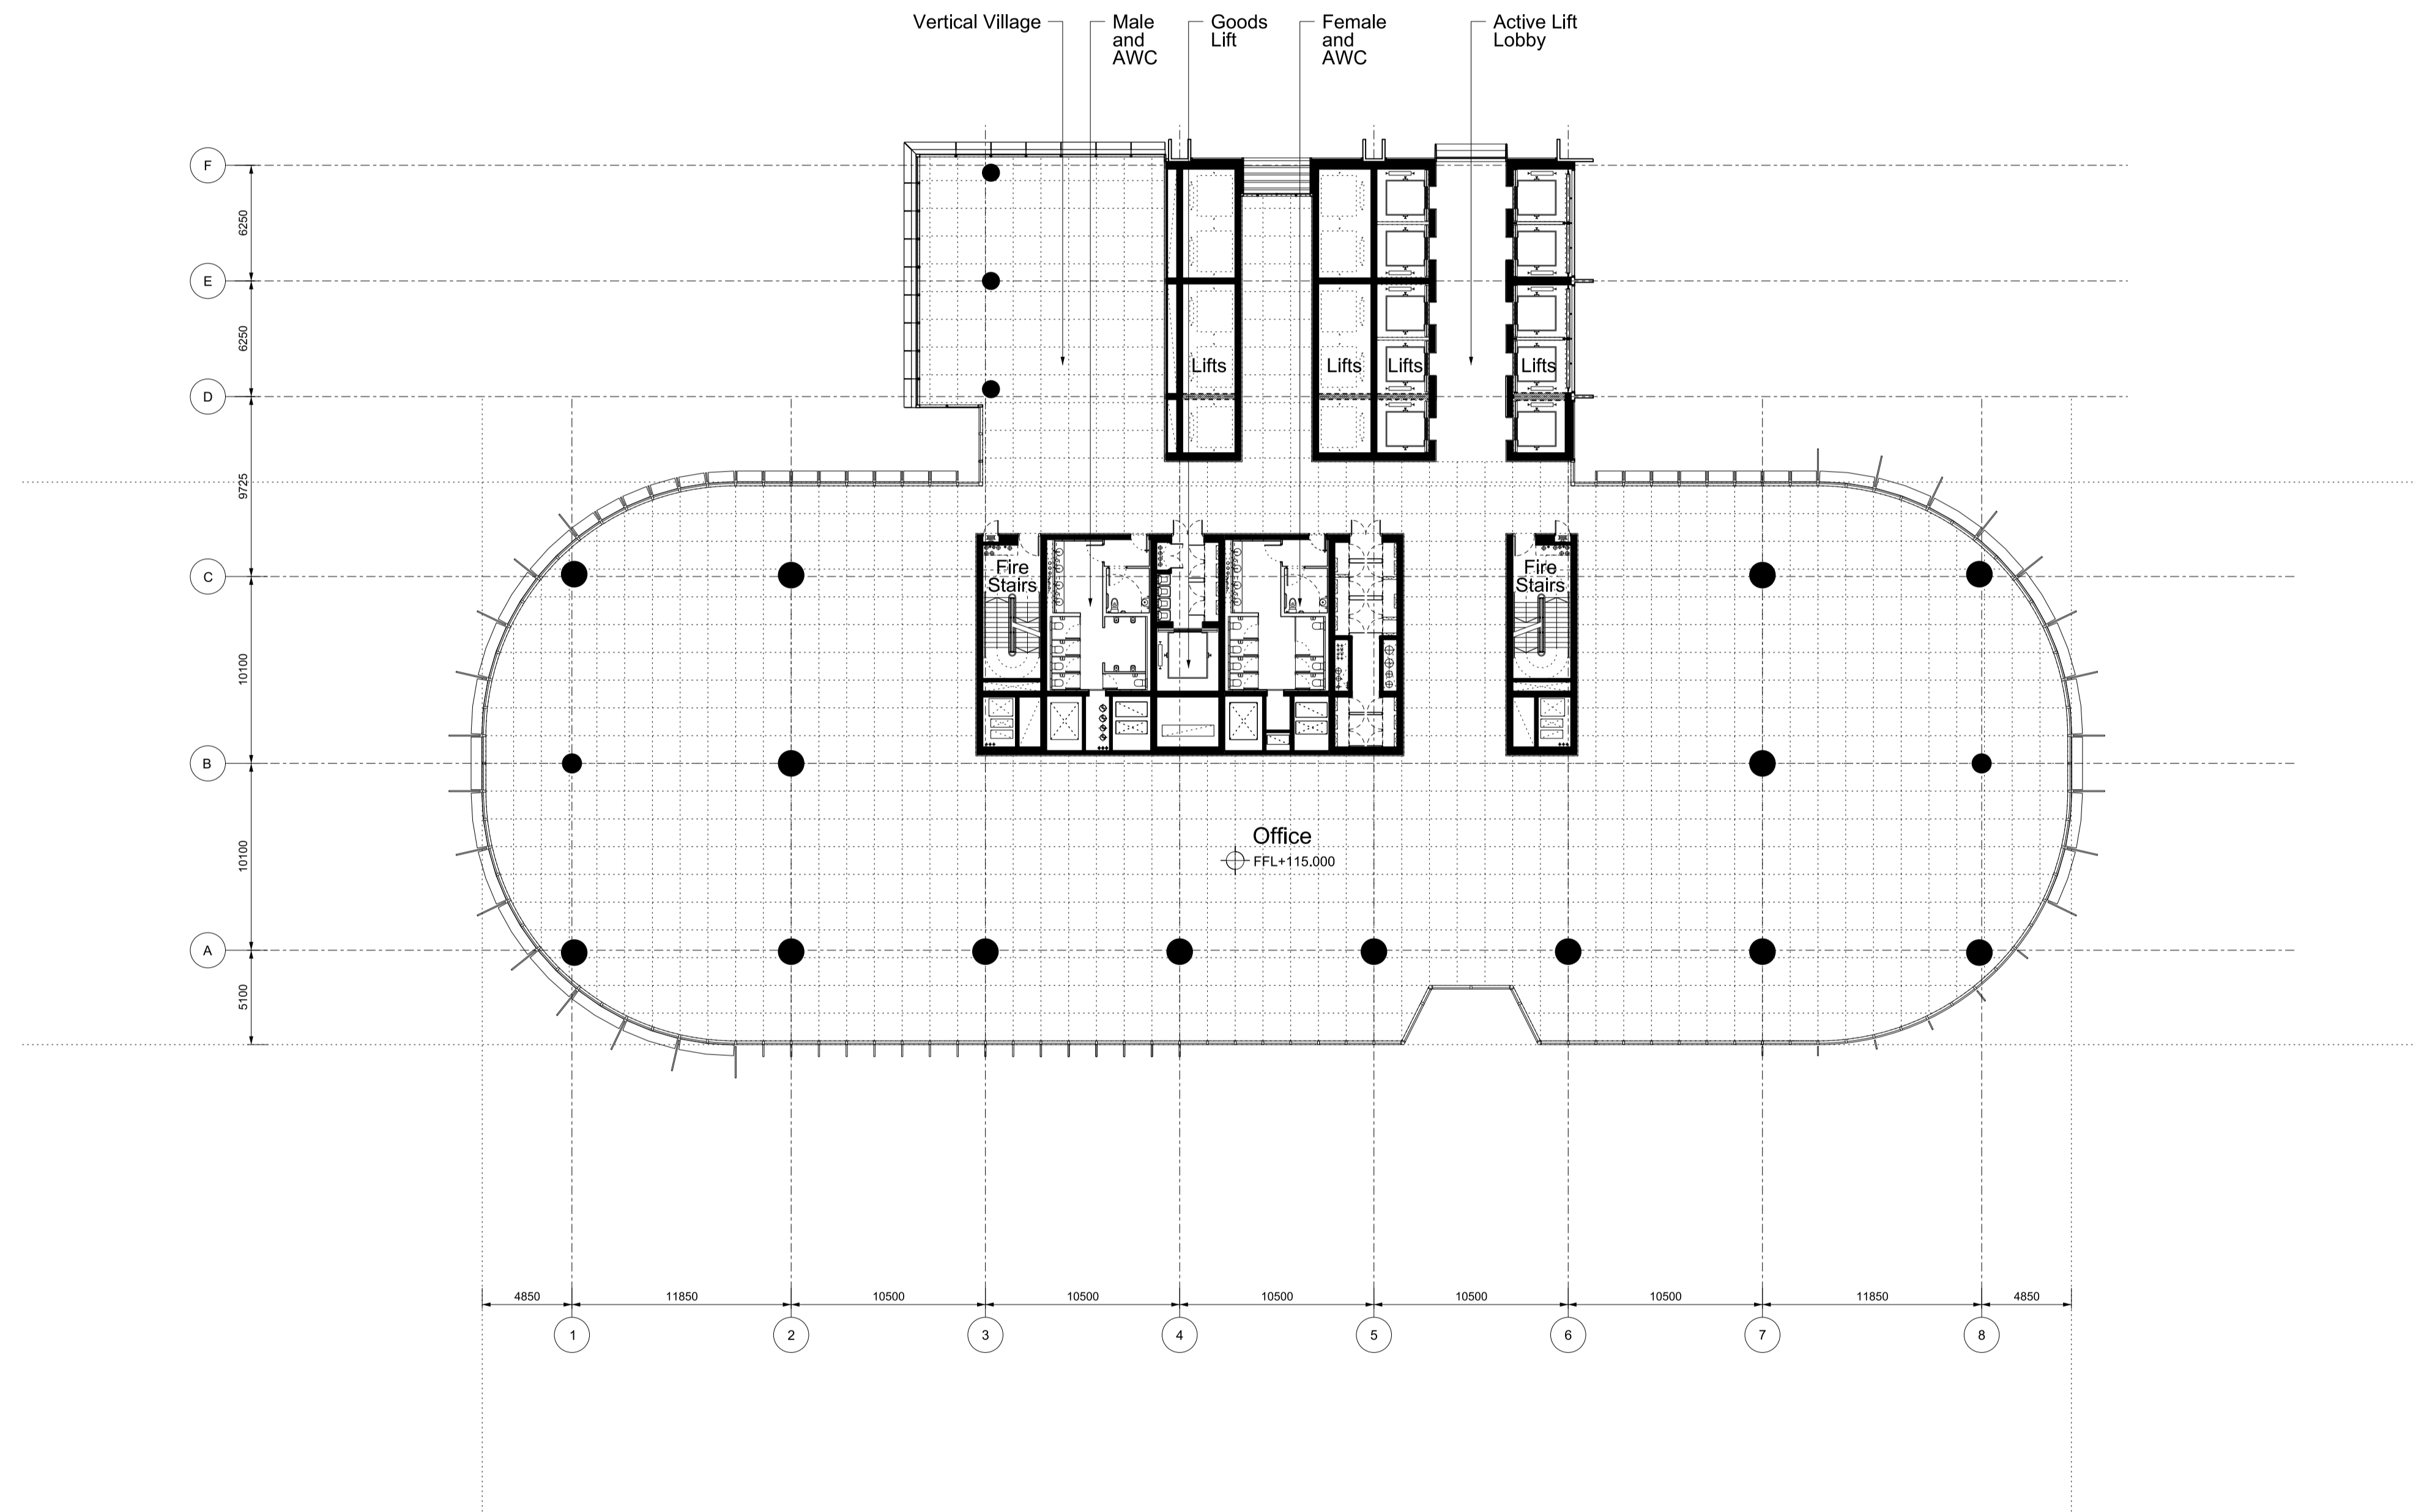 Vertical Village
Male
and
AWC
Goods
Lift
Female
and
AWC
Active Lift
Lobby
F
6250
E
6250
D
9725
C
10100
B
10100
A
5100
Lifts
Lifts
Lifts
Lifts
Fire
Stairs
Fire
Stairs
Office
FFL+115.000
4850
11850
10500
10500
10500
10500
10500
11850
4850
1
2
3
4
5
6
7
8